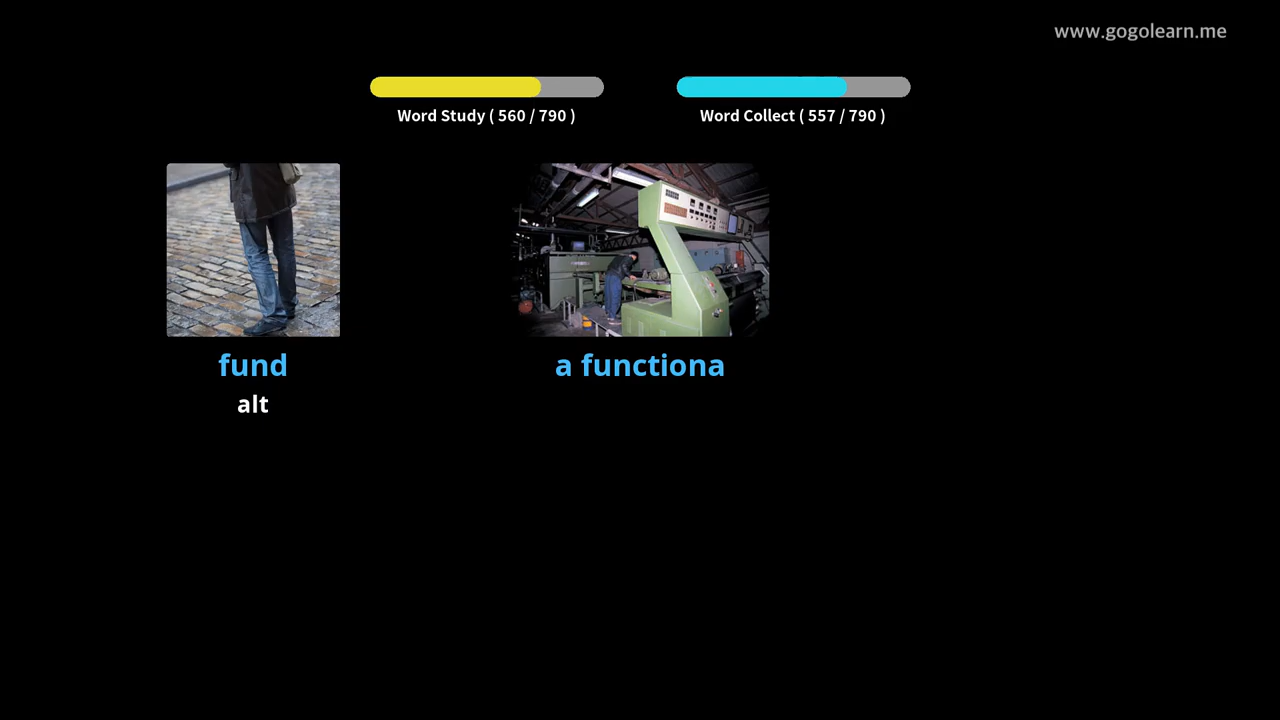 www.gogolearn.me
Word Study ( 560 / 790 )
Word Collect ( 557 / 790 )
fund
alt
a functiona